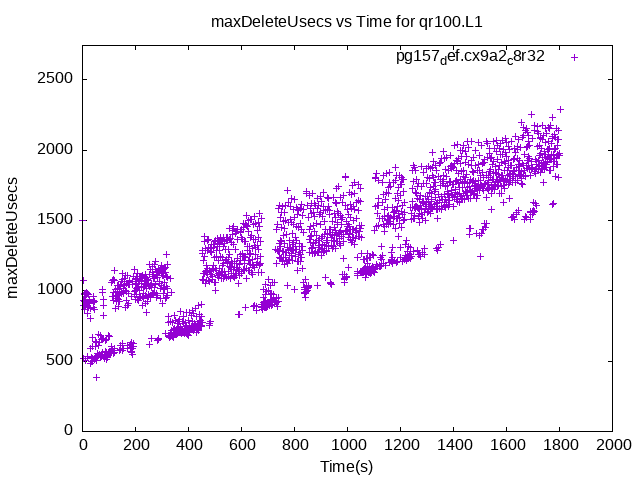 maxDeleteUsecs vs Time for qr100.L1
pg157_def.cx9a2_c8r32
2500
2000
1500
1000
500
0
maxDeleteUsecs
0 200 400 600 800 1000 1200 1400 1600 1800 2000
Time(s)